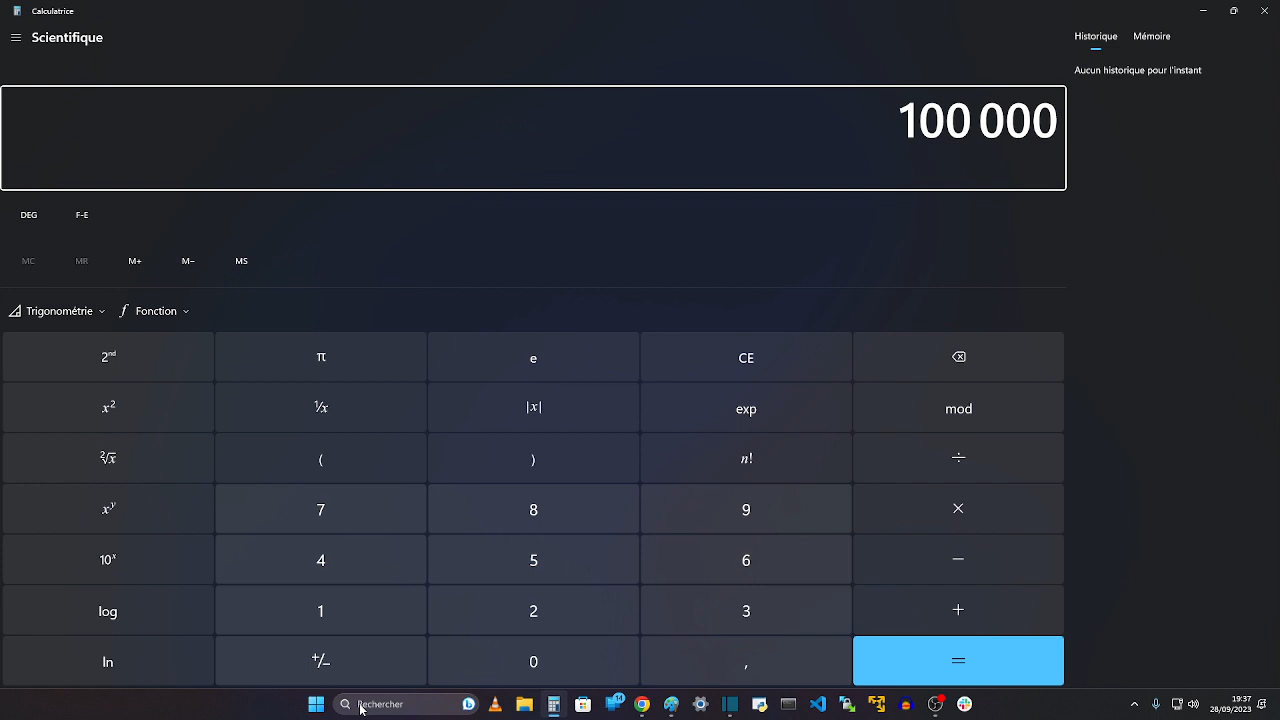 Calculatrice
Scientifique
Historique Mémoire
Aucun historique pour l'instant
100 000
DEG F-E
MC MR M+ M− MS
Trigonométrie f Fonction
2ⁿᵈ π e CE
x² ¹⁄x |x| exp mod
²√x ( ) n! ÷
xʸ 7 8 9 ×
10ˣ 4 5 6 −
log 1 2 3 +
ln +/− 0 , =
Rechercher
14
19:37
28/09/2023